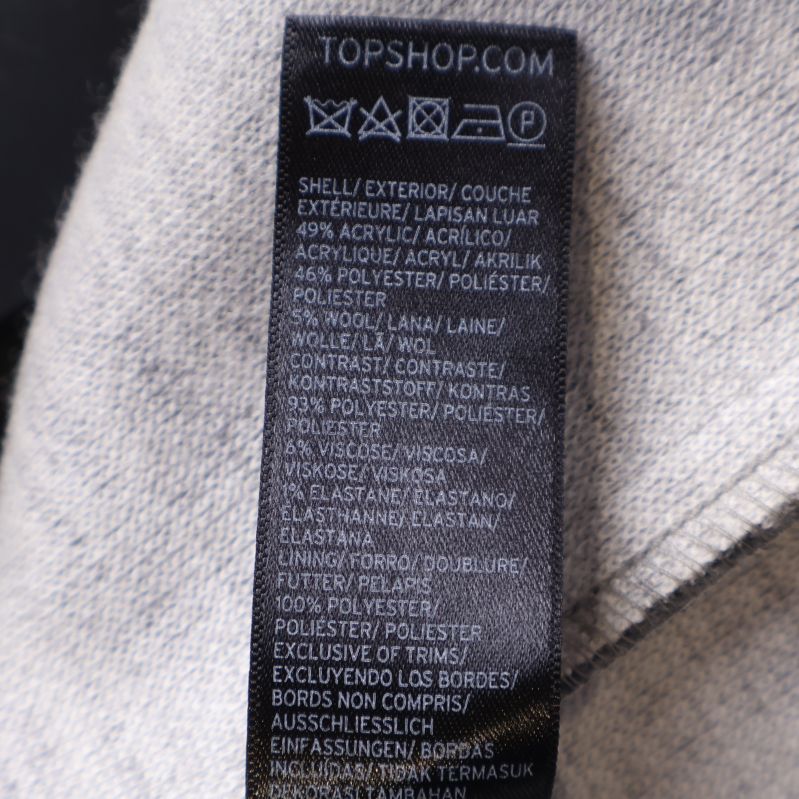 TOPSHOP.COM
P
SHELL/ EXTERIOR/ COUCHE
EXTÉRIEURE/ LAPISAN LUAR
49% ACRYLIC/ ACRÍLICO/
ACRYLIQUE/ ACRYL/ AKRILIK
46% POLYESTER/ POLIÉSTER/
POLIESTER
5% WOOL/ LANA/ LAINE/
WOLLE/ LÃ/ WOL
CONTRAST/ CONTRASTE/
KONTRASTSTOFF/ KONTRAS
93% POLYESTER/ POLIÉSTER/
POLIESTER
6% VISCOSE/ VISCOSA/
VISKOSE/ VISKOSA
1% ELASTANE/ ELASTANO/
ELASTHANNE/ ELASTAN/
ELASTANA
LINING/ FORRO/ DOUBLURE/
FUTTER/ PELAPIS
100% POLYESTER/
POLIÉSTER/ POLIESTER
EXCLUSIVE OF TRIMS/
EXCLUYENDO LOS BORDES/
BORDS NON COMPRIS/
AUSSCHLIESSLICH
EINFASSUNGEN/ BORDAS
INCLUÍDAS/ TIDAK TERMASUK
DEKORASI TAMBAHAN